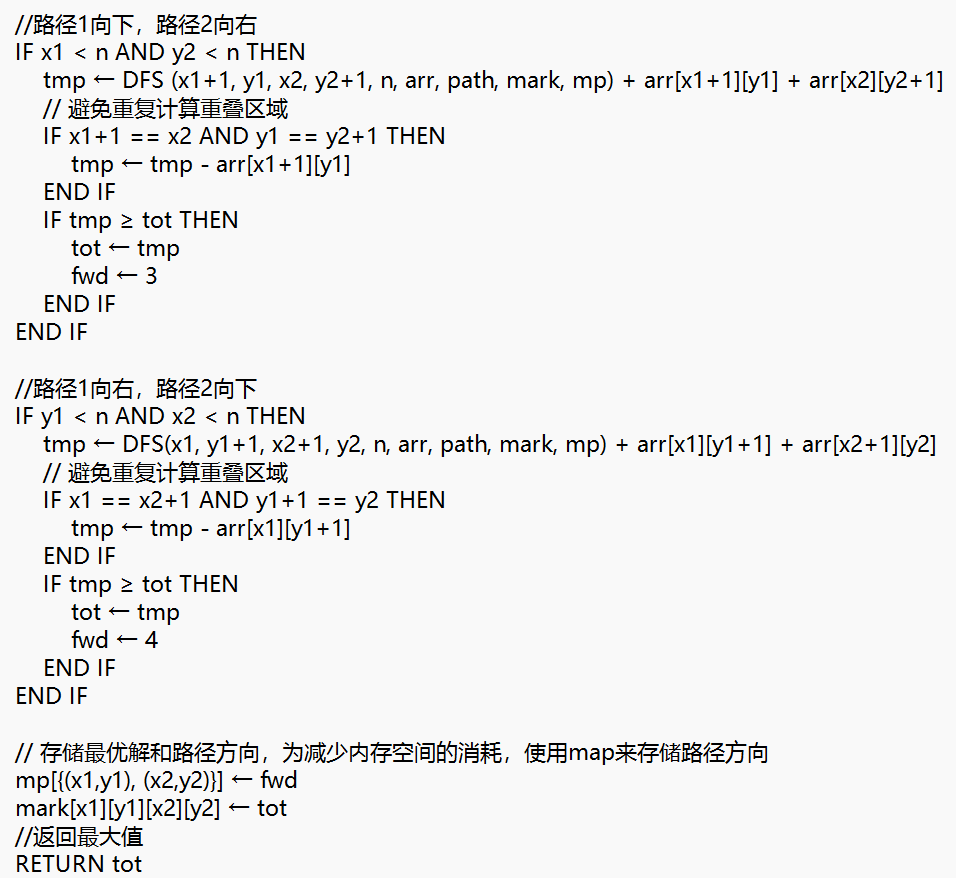 //路径1向下，路径2向右
IF x1 < n AND y2 < n THEN
    tmp ← DFS (x1+1, y1, x2, y2+1, n, arr, path, mark, mp) + arr[x1+1][y1] + arr[x2][y2+1]
    // 避免重复计算重叠区域
    IF x1+1 == x2 AND y1 == y2+1 THEN
        tmp ← tmp - arr[x1+1][y1]
    END IF
    IF tmp ≥ tot THEN
        tot ← tmp
        fwd ← 3
    END IF
END IF

//路径1向右，路径2向下
IF y1 < n AND x2 < n THEN
    tmp ← DFS(x1, y1+1, x2+1, y2, n, arr, path, mark, mp) + arr[x1][y1+1] + arr[x2+1][y2]
    // 避免重复计算重叠区域
    IF x1 == x2+1 AND y1+1 == y2 THEN
        tmp ← tmp - arr[x1][y1+1]
    END IF
    IF tmp ≥ tot THEN
        tot ← tmp
        fwd ← 4
    END IF
END IF

// 存储最优解和路径方向，为减少内存空间的消耗，使用map来存储路径方向
mp[{(x1,y1), (x2,y2)}] ← fwd
mark[x1][y1][x2][y2] ← tot
//返回最大值
RETURN tot